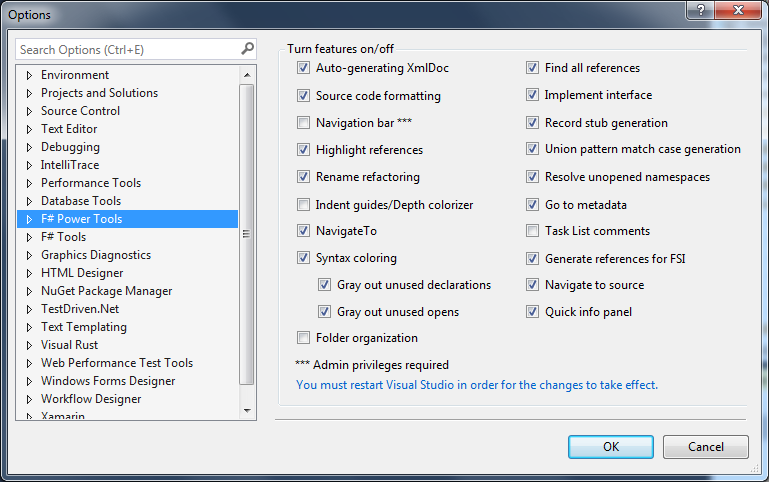 Options
Search Options (Ctrl+E)
Environment
Projects and Solutions
Source Control
Text Editor
Debugging
IntelliTrace
Performance Tools
Database Tools
F# Power Tools
F# Tools
Graphics Diagnostics
HTML Designer
NuGet Package Manager
TestDriven.Net
Text Templating
Visual Rust
Web Performance Test Tools
Windows Forms Designer
Workflow Designer
Xamarin
Turn features on/off
Auto-generating XmlDoc
Source code formatting
Navigation bar ***
Highlight references
Rename refactoring
Indent guides/Depth colorizer
NavigateTo
Syntax coloring
Gray out unused declarations
Gray out unused opens
Folder organization
Find all references
Implement interface
Record stub generation
Union pattern match case generation
Resolve unopened namespaces
Go to metadata
Task List comments
Generate references for FSI
Navigate to source
Quick info panel
*** Admin privileges required
You must restart Visual Studio in order for the changes to take effect.
OK
Cancel